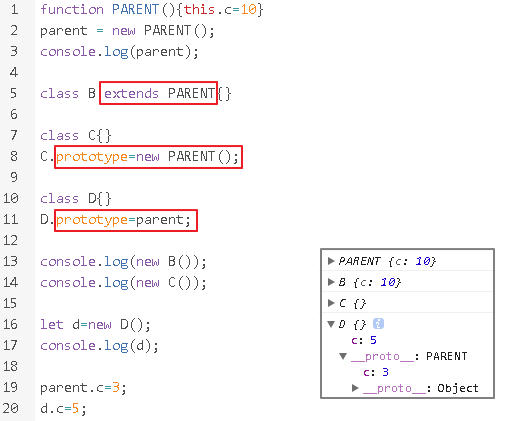 1 function PARENT(){this.c=10}
2 parent = new PARENT();
3 console.log(parent);
4
5 class B extends PARENT{}
6
7 class C{}
8 C.prototype=new PARENT();
9
10 class D{}
11 D.prototype=parent;
12
13 console.log(new B());
14 console.log(new C());
15
16 let d=new D();
17 console.log(d);
18
19 parent.c=3;
20 d.c=5;
▶ PARENT {c: 10}
▶ B {c: 10}
▶ C {}
▼ D {} i
c: 5
▼ __proto__: PARENT
c: 3
▶ __proto__: Object